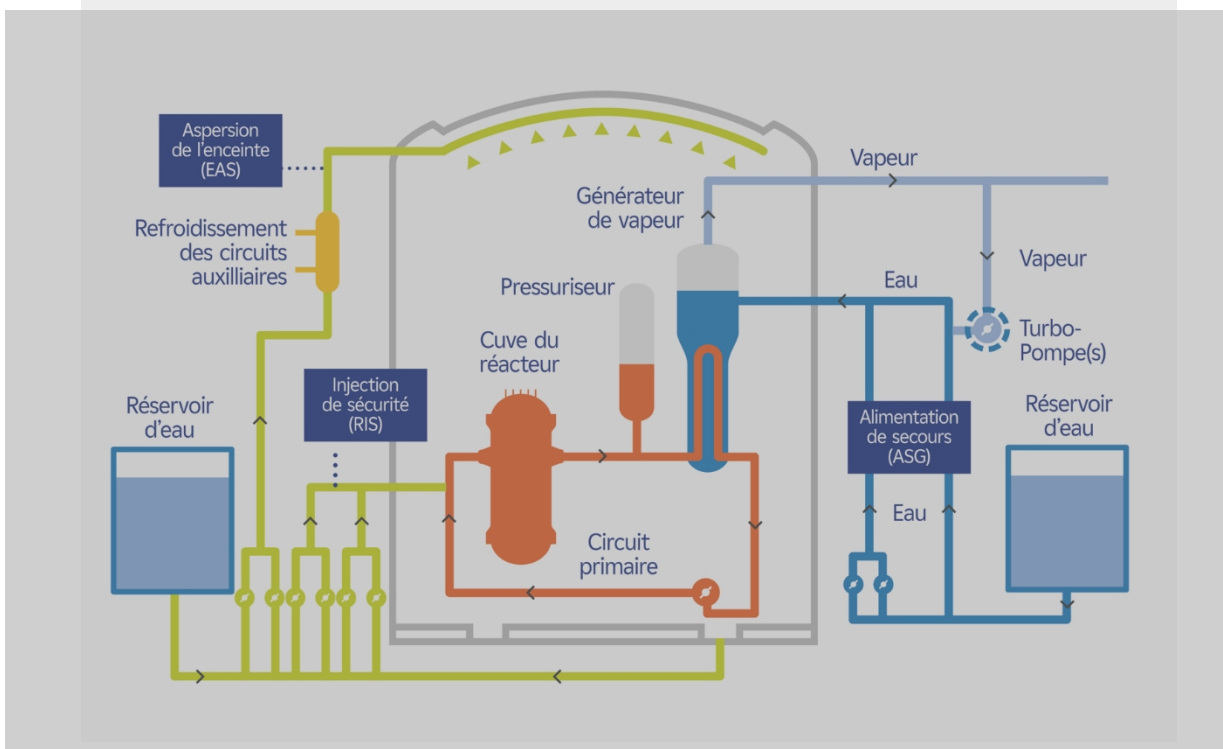 Aspersion
de l'enceinte
(EAS)
Vapeur
Générateur
de vapeur
Refroidissement
des circuits
auxilliaires
Vapeur
Eau
Pressuriseur
Turbo-
Pompe(s)
Cuve du
réacteur
Injection
de sécurité
(RIS)
Réservoir
d'eau
Alimentation
de secours
(ASG)
Réservoir
d'eau
Eau
Circuit
primaire